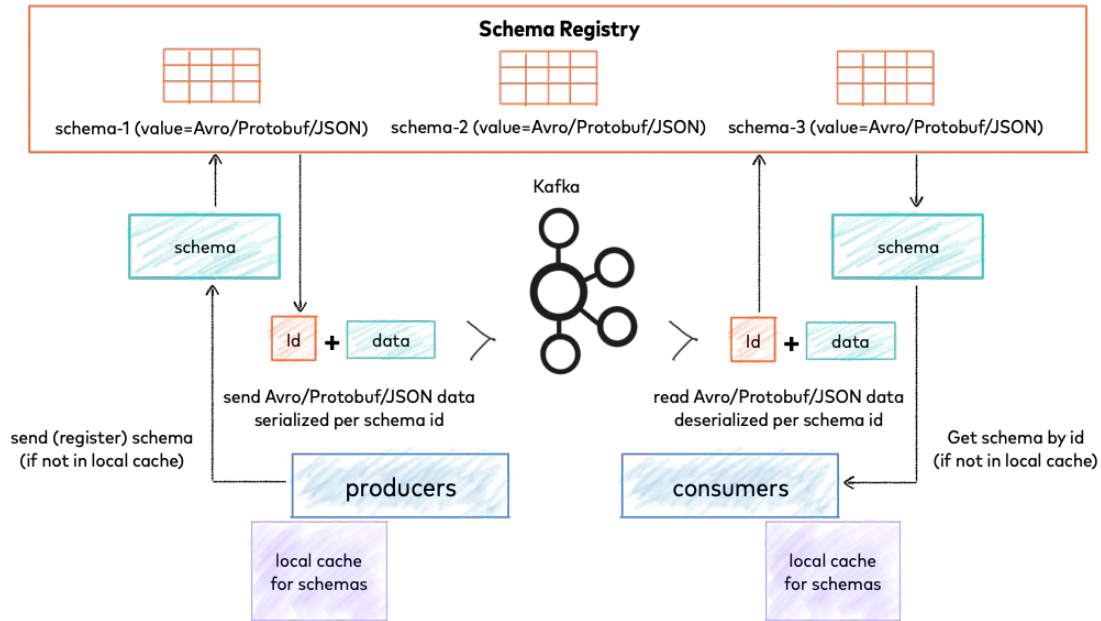 Schema Registry
schema-1 (value=Avro/Protobuf/JSON)
schema-2 (value=Avro/Protobuf/JSON)
schema-3 (value=Avro/Protobuf/JSON)
Kafka
schema
schema
Id + data
Id + data
send Avro/Protobuf/JSON data
serialized per schema id
read Avro/Protobuf/JSON data
deserialized per schema id
send (register) schema
(if not in local cache)
Get schema by id
(if not in local cache)
producers
consumers
local cache
for schemas
local cache
for schemas